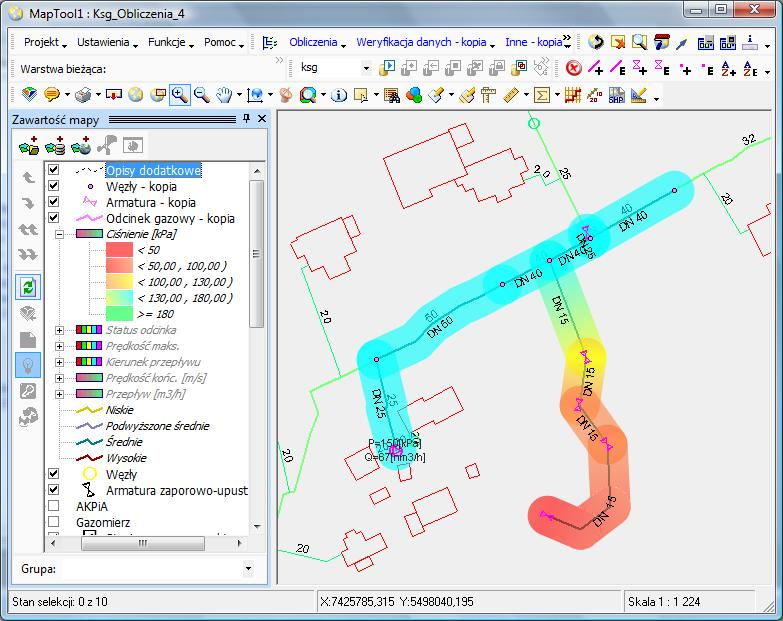 MapTool1 : Ksg_Obliczenia_4
Projekt Ustawienia Funkcje Pomoc Obliczenia Weryfikacja danych - kopia Inne - kopia
Warstwa bieżąca: ksg
Zawartość mapy
Opisy dodatkowe
Węzły - kopia
Armatura - kopia
Odcinek gazowy - kopia
Ciśnienie [kPa]
< 50
< 50,00 , 100,00 )
< 100,00 , 130,00 )
< 130,00 , 180,00 )
>= 180
Status odcinka
Prędkość maks.
Kierunek przepływu
Prędkość końc. [m/s]
Przepływ [m3/h]
Niskie
Podwyższone średnie
Średnie
Wysokie
Węzły
Armatura zaporowo-upust
AKPiA
Gazomierz
Grupa:
32
20
25
20
40
DN 40
DN 25
DN 40
DN 40
20
50
DN 60
DN 15
DN 15
25
DN 25
DN 15
20
P=150[kPa]
Q=67[nm3/h]
20
DN 15
20
Stan selekcji: 0 z 10 X:7425785,315 Y:5498040,195 Skala 1 : 1 224